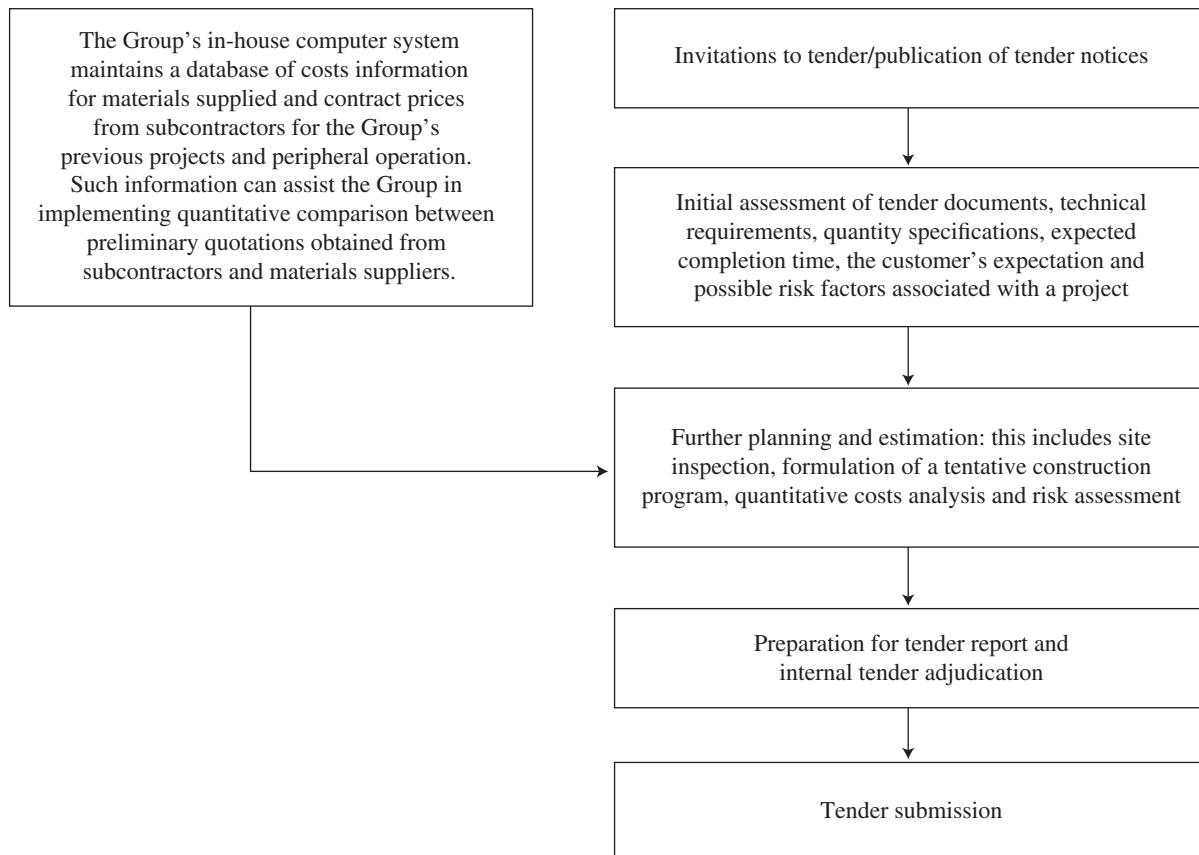 The Group’s in-house computer system
maintains a database of costs information
for materials supplied and contract prices
from subcontractors for the Group’s
previous projects and peripheral operation.
Such information can assist the Group in
implementing quantitative comparison between
preliminary quotations obtained from
subcontractors and materials suppliers.
Invitations to tender/publication of tender notices
Initial assessment of tender documents, technical
requirements, quantity specifications, expected
completion time, the customer’s expectation and
possible risk factors associated with a project
Further planning and estimation: this includes site
inspection, formulation of a tentative construction
program, quantitative costs analysis and risk assessment
Preparation for tender report and
internal tender adjudication
Tender submission